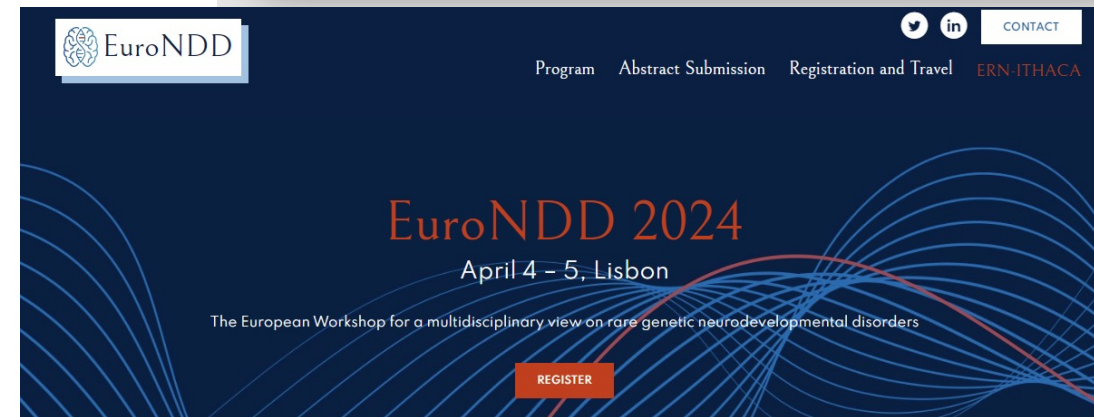 EuroNDD
in
CONTACT
Program Abstract Submission Registration and Travel ERN-ITHACA
EuroNDD 2024
April 4 – 5, Lisbon
The European Workshop for a multidisciplinary view on rare genetic neurodevelopmental disorders
REGISTER